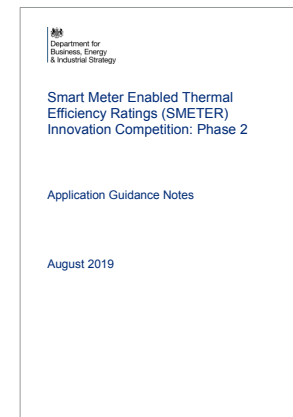 Department for
Business, Energy
& Industrial Strategy
Smart Meter Enabled Thermal
Efficiency Ratings (SMETER)
Innovation Competition: Phase 2
Application Guidance Notes
August 2019